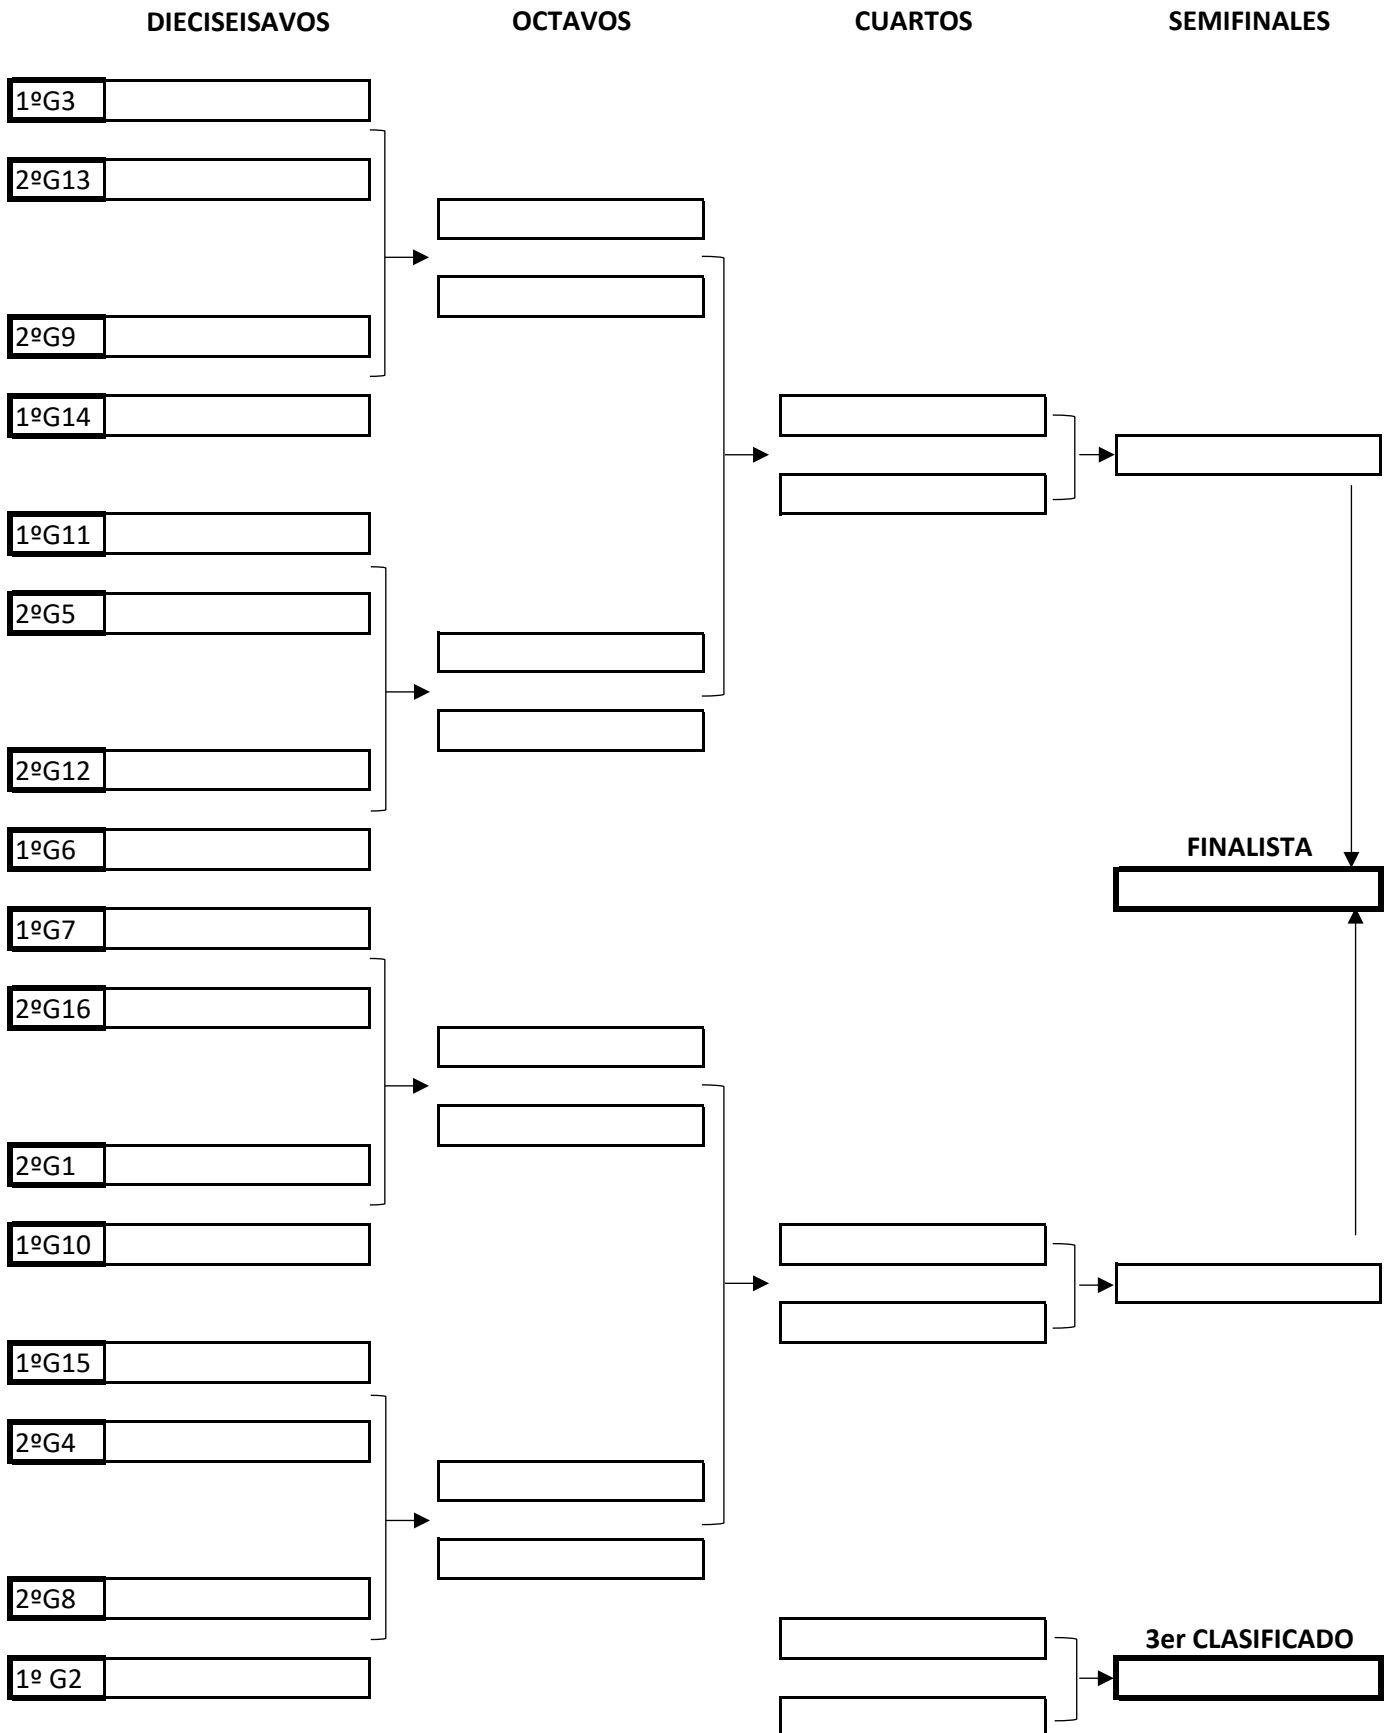 DIECISEISAVOS OCTAVOS CUARTOS SEMIFINALES
1ºG3
2ºG13
2ºG9
1ºG14
1ºG11
2ºG5
2ºG12
1ºG6
FINALISTA
1ºG7
2ºG16
2ºG1
1ºG10
1ºG15
2ºG4
2ºG8
3er CLASIFICADO
1º G2